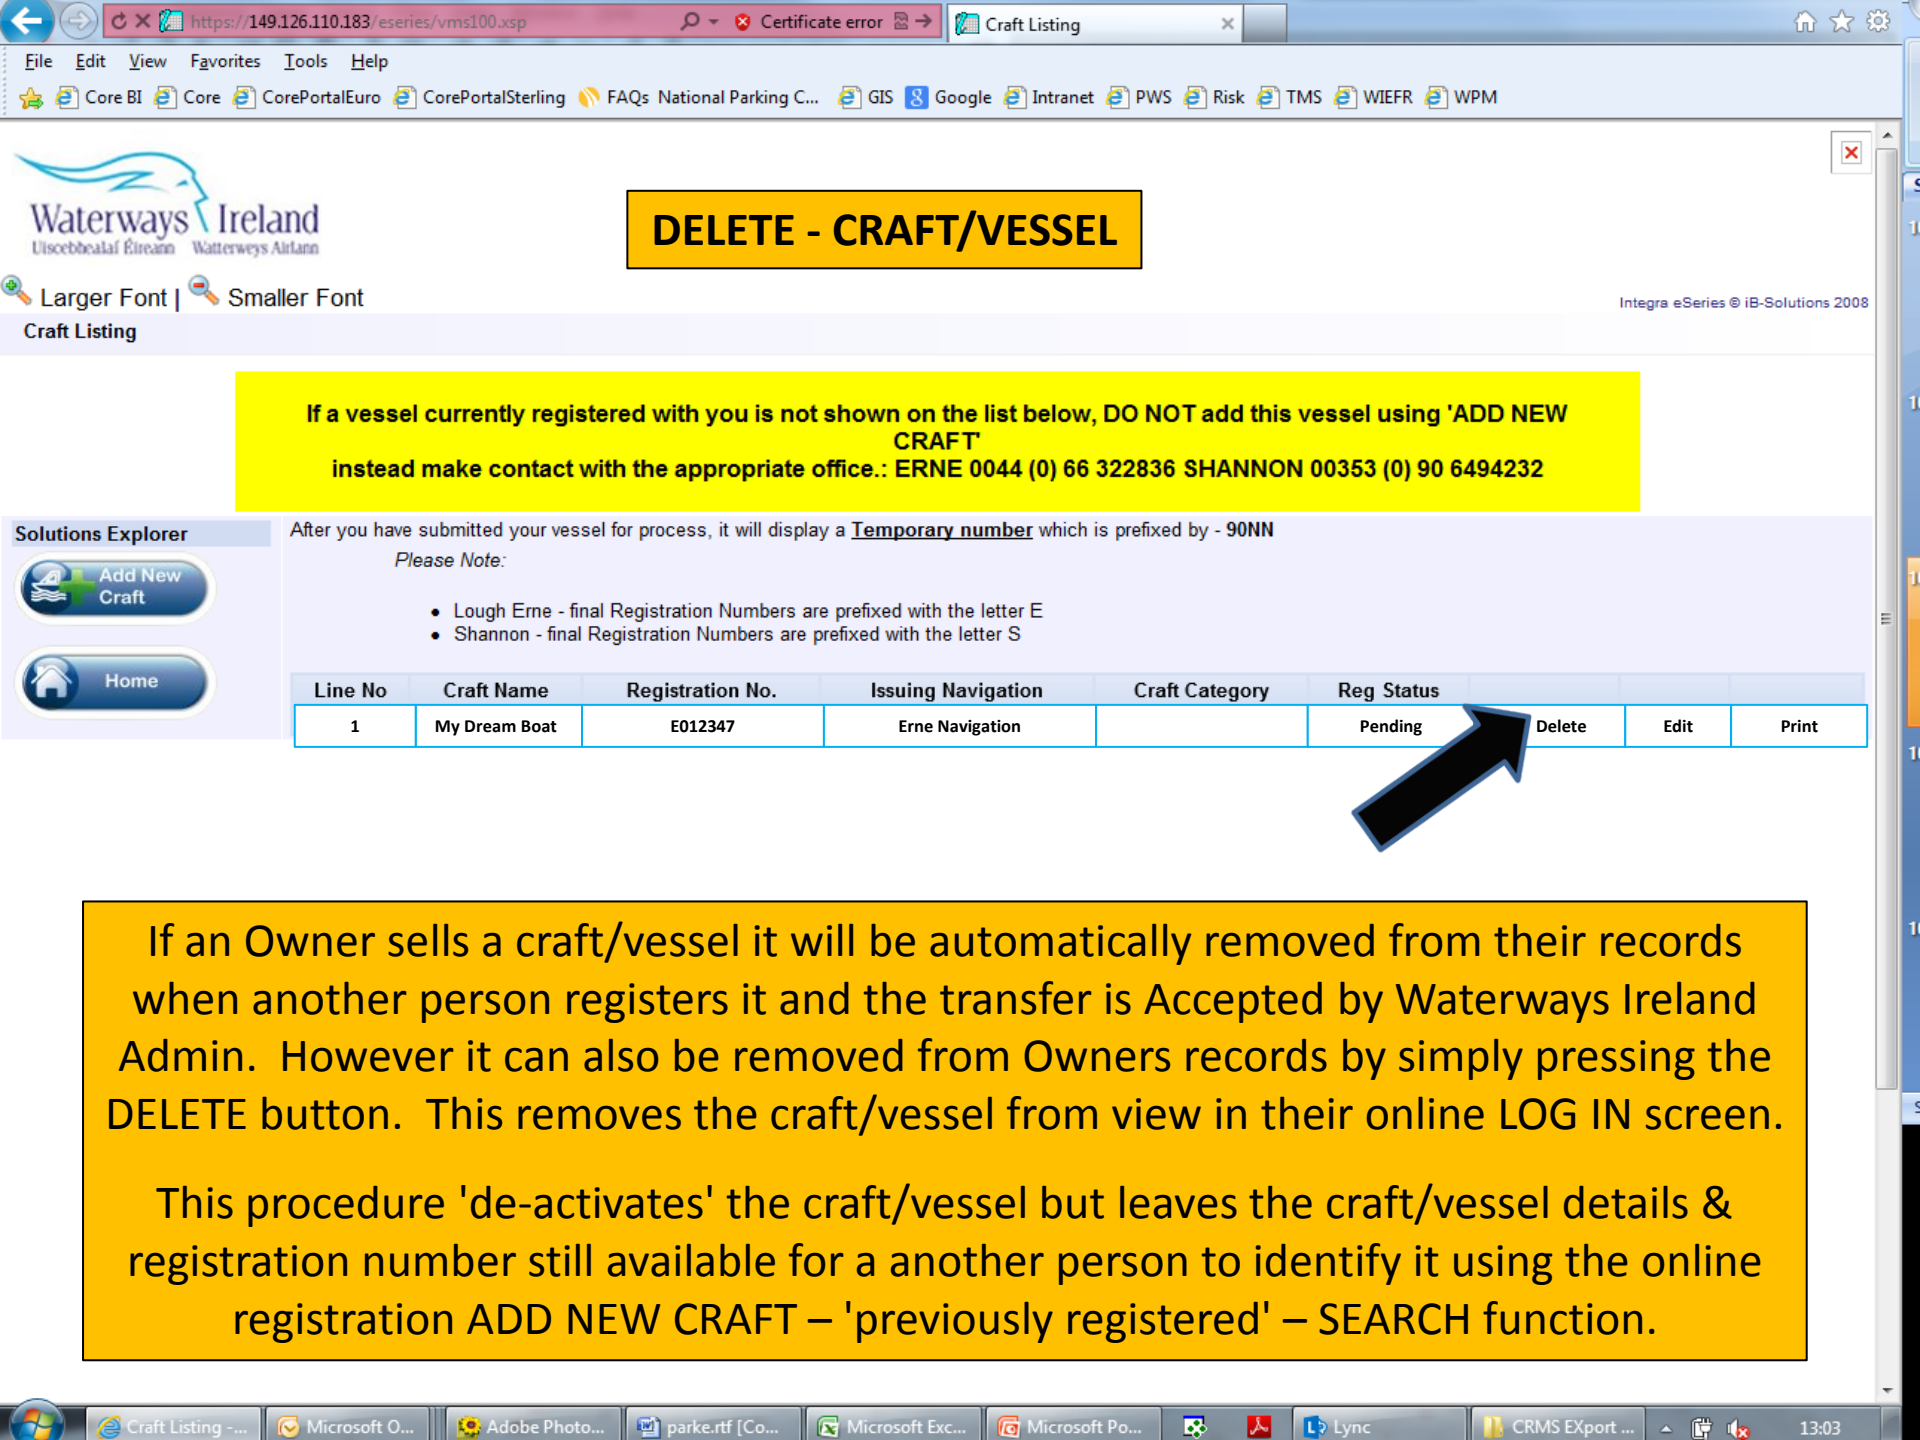 https://149.126.110.183/eseries/vms100.xsp
Certificate error
Craft Listing
File Edit View Favorites Tools Help
Core BI Core CorePortalEuro CorePortalSterling FAQs National Parking C... GIS Google Intranet PWS Risk TMS WIEFR WPM
Waterways Ireland
Uiscebhealaí Éireann Watterweys Airlann
DELETE - CRAFT/VESSEL
Larger Font | Smaller Font
Integra eSeries © iB-Solutions 2008
Craft Listing
If a vessel currently registered with you is not shown on the list below, DO NOT add this vessel using 'ADD NEW
CRAFT'
instead make contact with the appropriate office.: ERNE 0044 (0) 66 322836 SHANNON 00353 (0) 90 6494232
Solutions Explorer
After you have submitted your vessel for process, it will display a Temporary number which is prefixed by - 90NN
Please Note:
Add New
Craft
• Lough Erne - final Registration Numbers are prefixed with the letter E
• Shannon - final Registration Numbers are prefixed with the letter S
Home
Line No Craft Name Registration No. Issuing Navigation Craft Category Reg Status
1 My Dream Boat E012347 Erne Navigation Pending Delete Edit Print
If an Owner sells a craft/vessel it will be automatically removed from their records
when another person registers it and the transfer is Accepted by Waterways Ireland
Admin. However it can also be removed from Owners records by simply pressing the
DELETE button. This removes the craft/vessel from view in their online LOG IN screen.
This procedure 'de-activates' the craft/vessel but leaves the craft/vessel details &
registration number still available for a another person to identify it using the online
registration ADD NEW CRAFT – 'previously registered' – SEARCH function.
Craft Listing -... Microsoft O... Adobe Photo... parke.rtf [Co... Microsoft Exc... Microsoft Po... Lync CRMS EXport ... 13:03